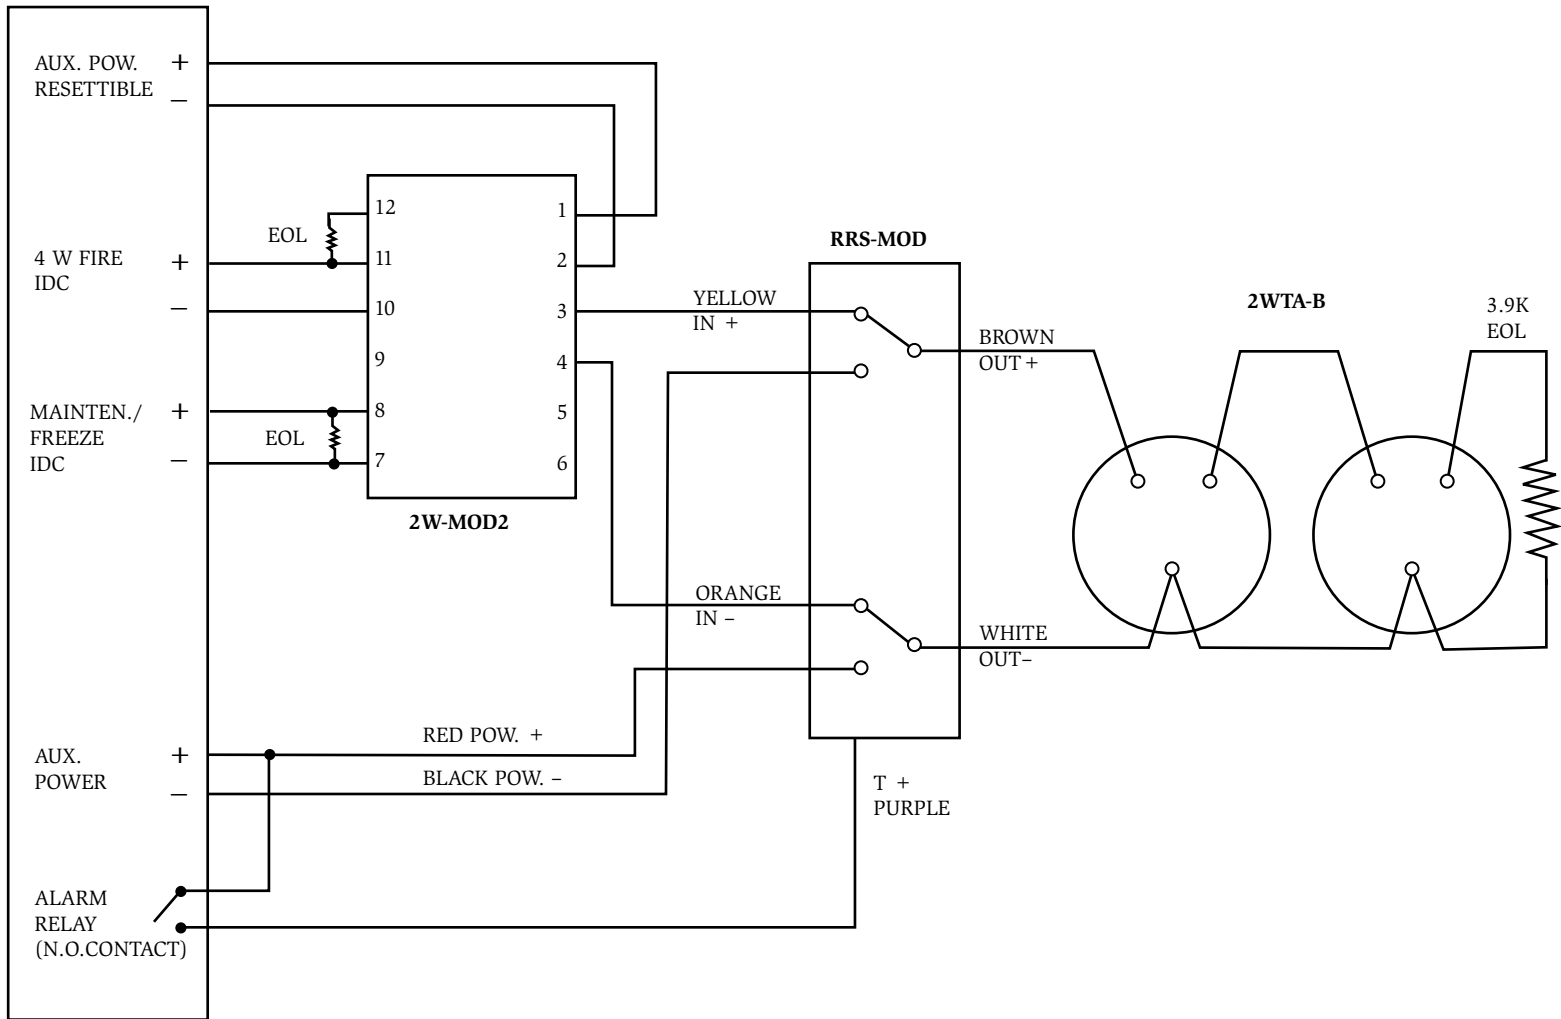 AUX. POW. +
RESETTIBLE –
12
1
EOL
RRS-MOD
4 W FIRE +
11
2
IDC
–
10
3
YELLOW
IN +
2WTA-B
3.9K
EOL
BROWN
OUT +
9
4
MAINTEN./ +
FREEZE
IDC –
8
5
EOL
7
6
2W-MOD2
ORANGE
IN –
WHITE
OUT–
AUX. +
POWER –
RED POW. +
BLACK POW. –
T +
PURPLE
ALARM
RELAY
(N.O.CONTACT)